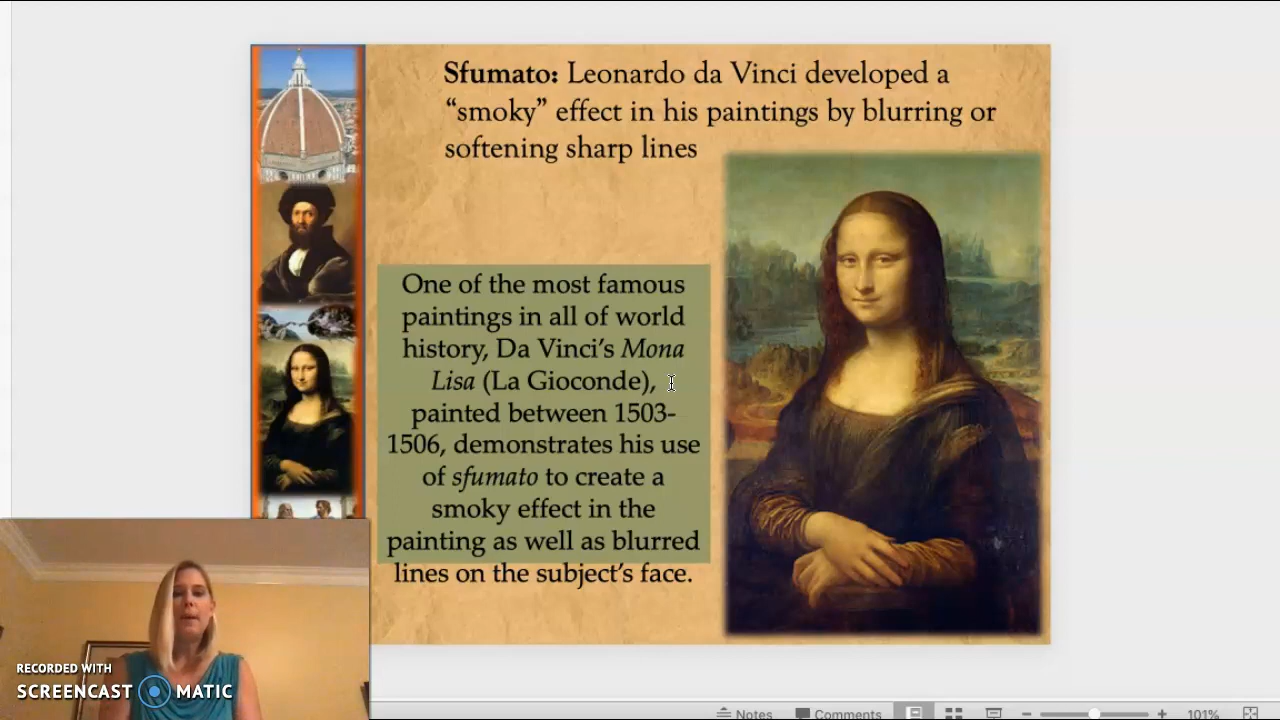 Sfumato: Leonardo da Vinci developed a
“smoky” effect in his paintings by blurring or
softening sharp lines
One of the most famous
paintings in all of world
history, Da Vinci’s Mona
Lisa (La Gioconde),
painted between 1503-
1506, demonstrates his use
of sfumato to create a
smoky effect in the
painting as well as blurred
lines on the subject’s face.
RECORDED WITH
SCREENCAST MATIC
Notes Comments 101%